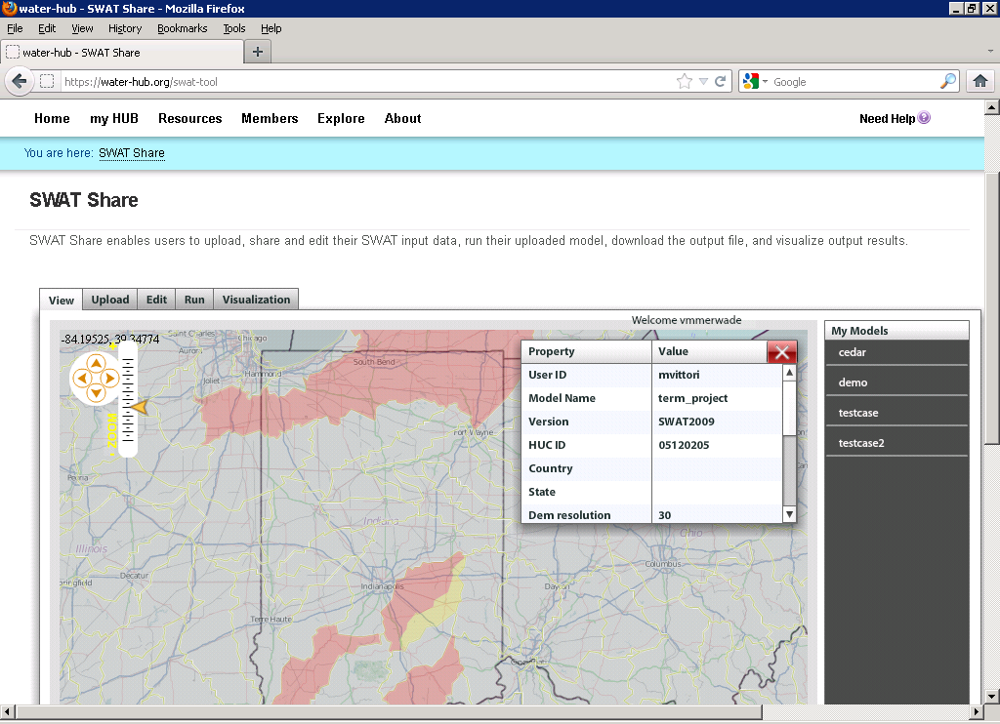 water-hub - SWAT Share - Mozilla Firefox
File Edit View History Bookmarks Tools Help
water-hub - SWAT Share
https://water-hub.org/swat-tool
Google
Home my HUB Resources Members Explore About
Need Help?
You are here: SWAT Share
SWAT Share
SWAT Share enables users to upload, share and edit their SWAT input data, run their uploaded model, download the output file, and visualize output results.
View Upload Edit Run Visualization
Welcome vmmerwade
-84.19525, 39.34774
Saint Charles
Chicago
Aurora
Joliet
Hammond
South Bend
Fort Wayne
Peoria
Indiana
Illinois
Ohio
Decatur
Indianapolis
Columbus
Dayton
Terre Haute
Cincinnati
ZOOM
Property Value
User ID mvittori
Model Name term_project
Version SWAT2009
HUC ID 05120205
Country
State
Dem resolution 30
My Models
cedar
demo
testcase
testcase2